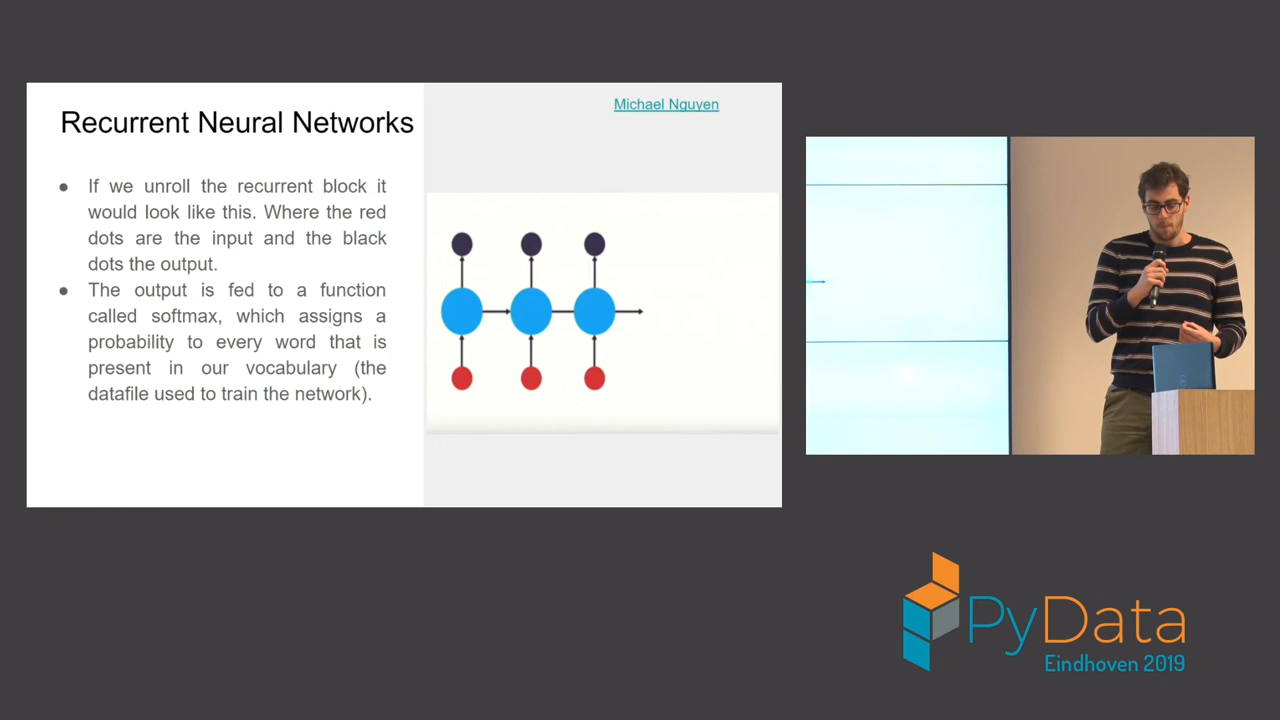 Recurrent Neural Networks
Michael Nguyen
● If we unroll the recurrent block it
would look like this. Where the red
dots are the input and the black
dots the output.
● The output is fed to a function
called softmax, which assigns a
probability to every word that is
present in our vocabulary (the
datafile used to train the network).
PyData
Eindhoven 2019